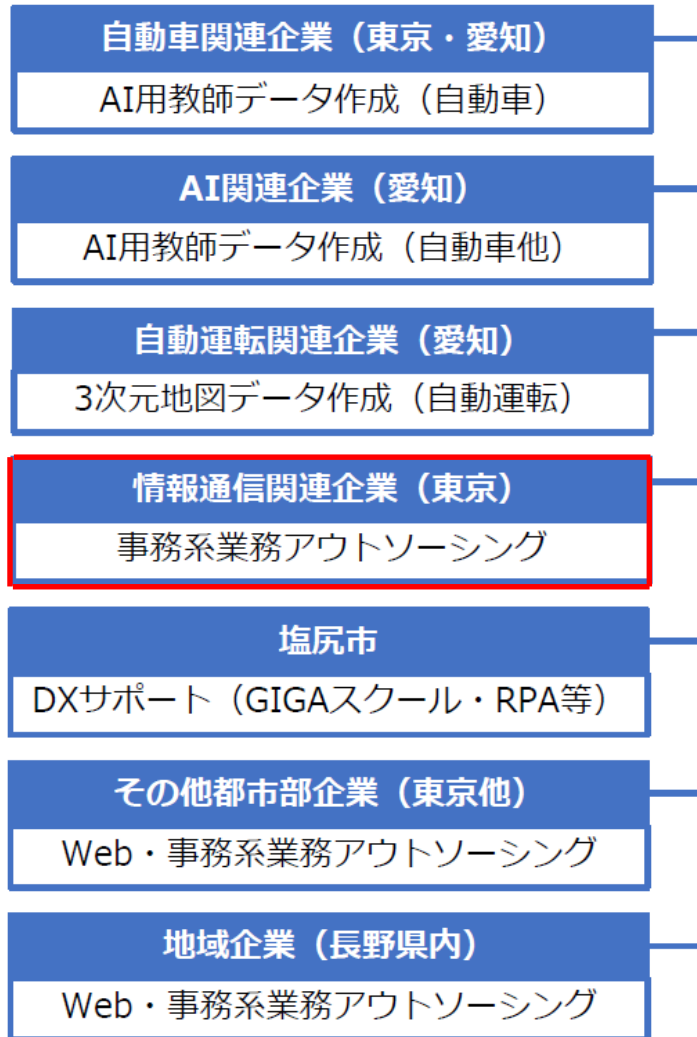 自動車関連企業（東京・愛知）
AI用教師データ作成（自動車）
AI関連企業（愛知）
AI用教師データ作成（自動車他）
自動運転関連企業（愛知）
3次元地図データ作成（自動運転）
情報通信関連企業（東京）
事務系業務アウトソーシング
塩尻市
DXサポート（GIGAスクール・RPA等）
その他都市部企業（東京他）
Web・事務系業務アウトソーシング
地域企業（長野県内）
Web・事務系業務アウトソーシング